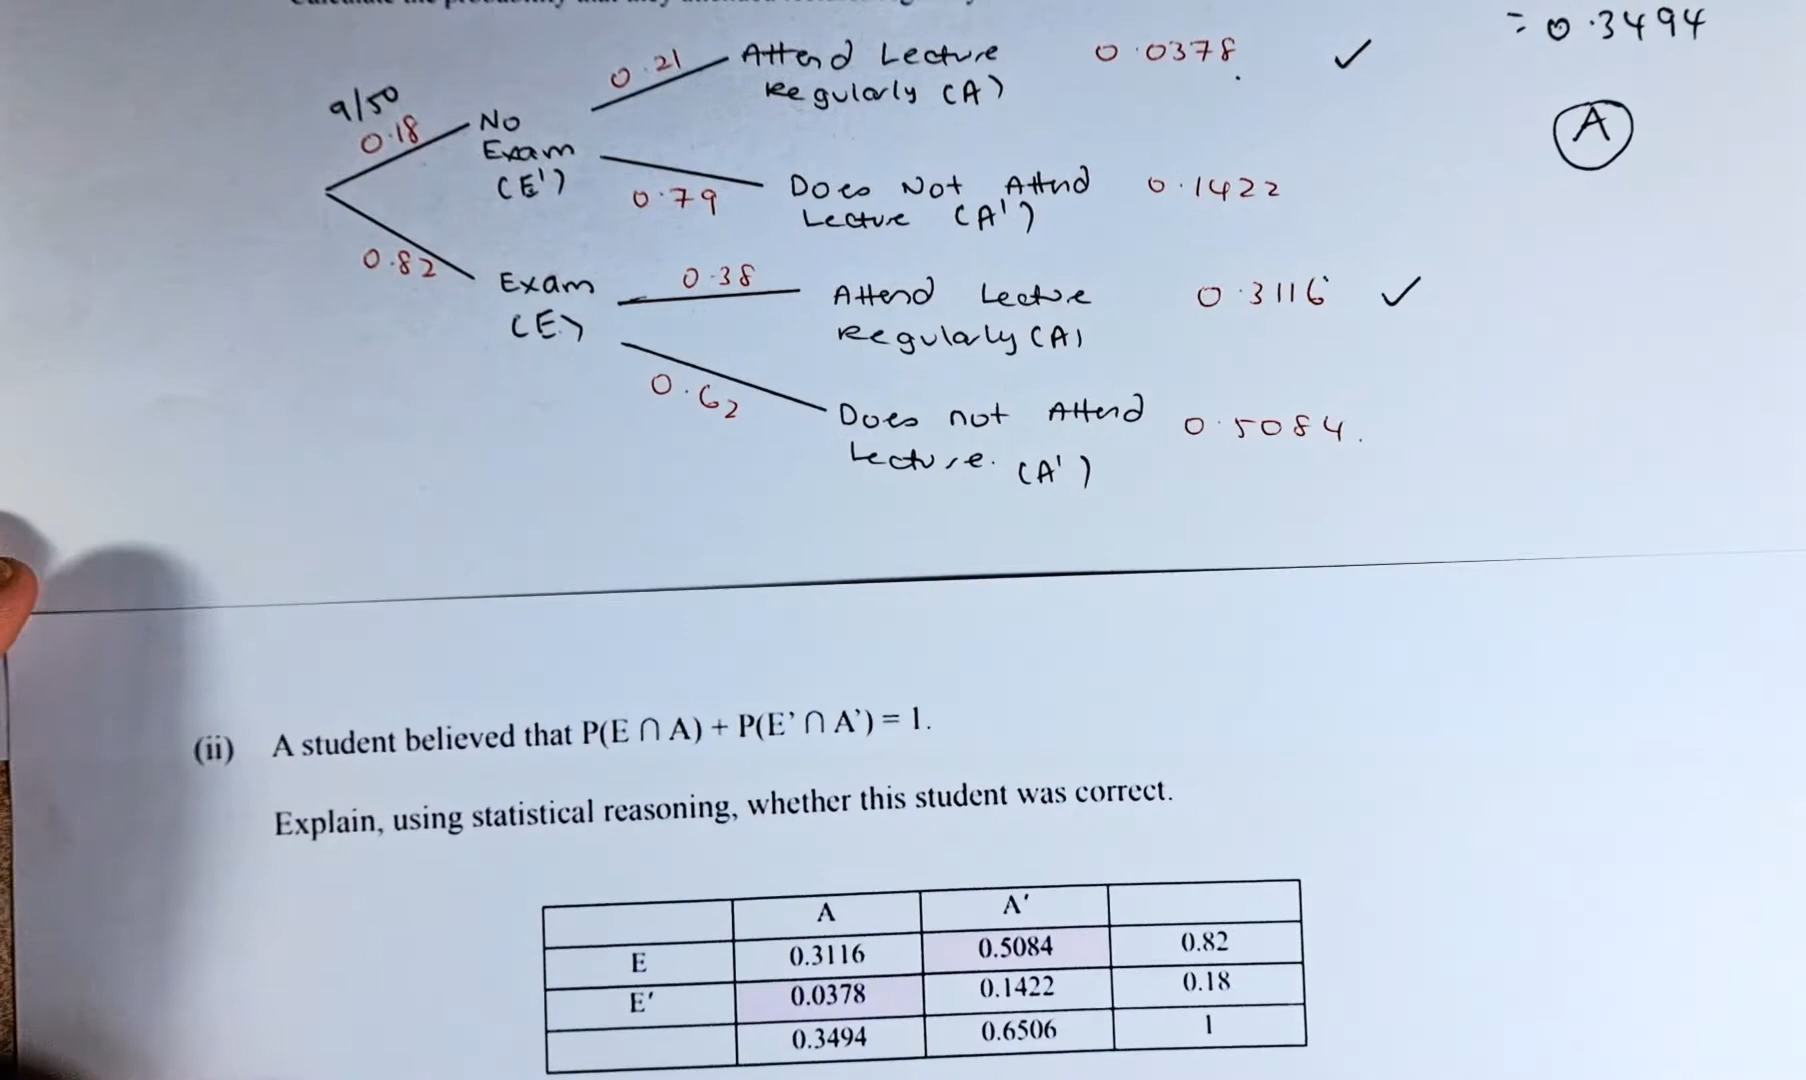 = 0.3494
0.21 Attend Lecture 0.0378 ✓
Regularly (A)
9/50
0.18 No
Exam
(E')
A
0.79 Does Not Attend 0.1422
Lecture (A')
0.82
Exam 0.38 Attend Lecture 0.3116 ✓
(E) Regularly (A)
0.62
Does not Attend 0.5084.
Lecture. (A')
(ii) A student believed that P(E ∩ A) + P(E’ ∩ A’) = 1.
Explain, using statistical reasoning, whether this student was correct.
A A′
E 0.3116 0.5084 0.82
E′ 0.0378 0.1422 0.18
0.3494 0.6506 1